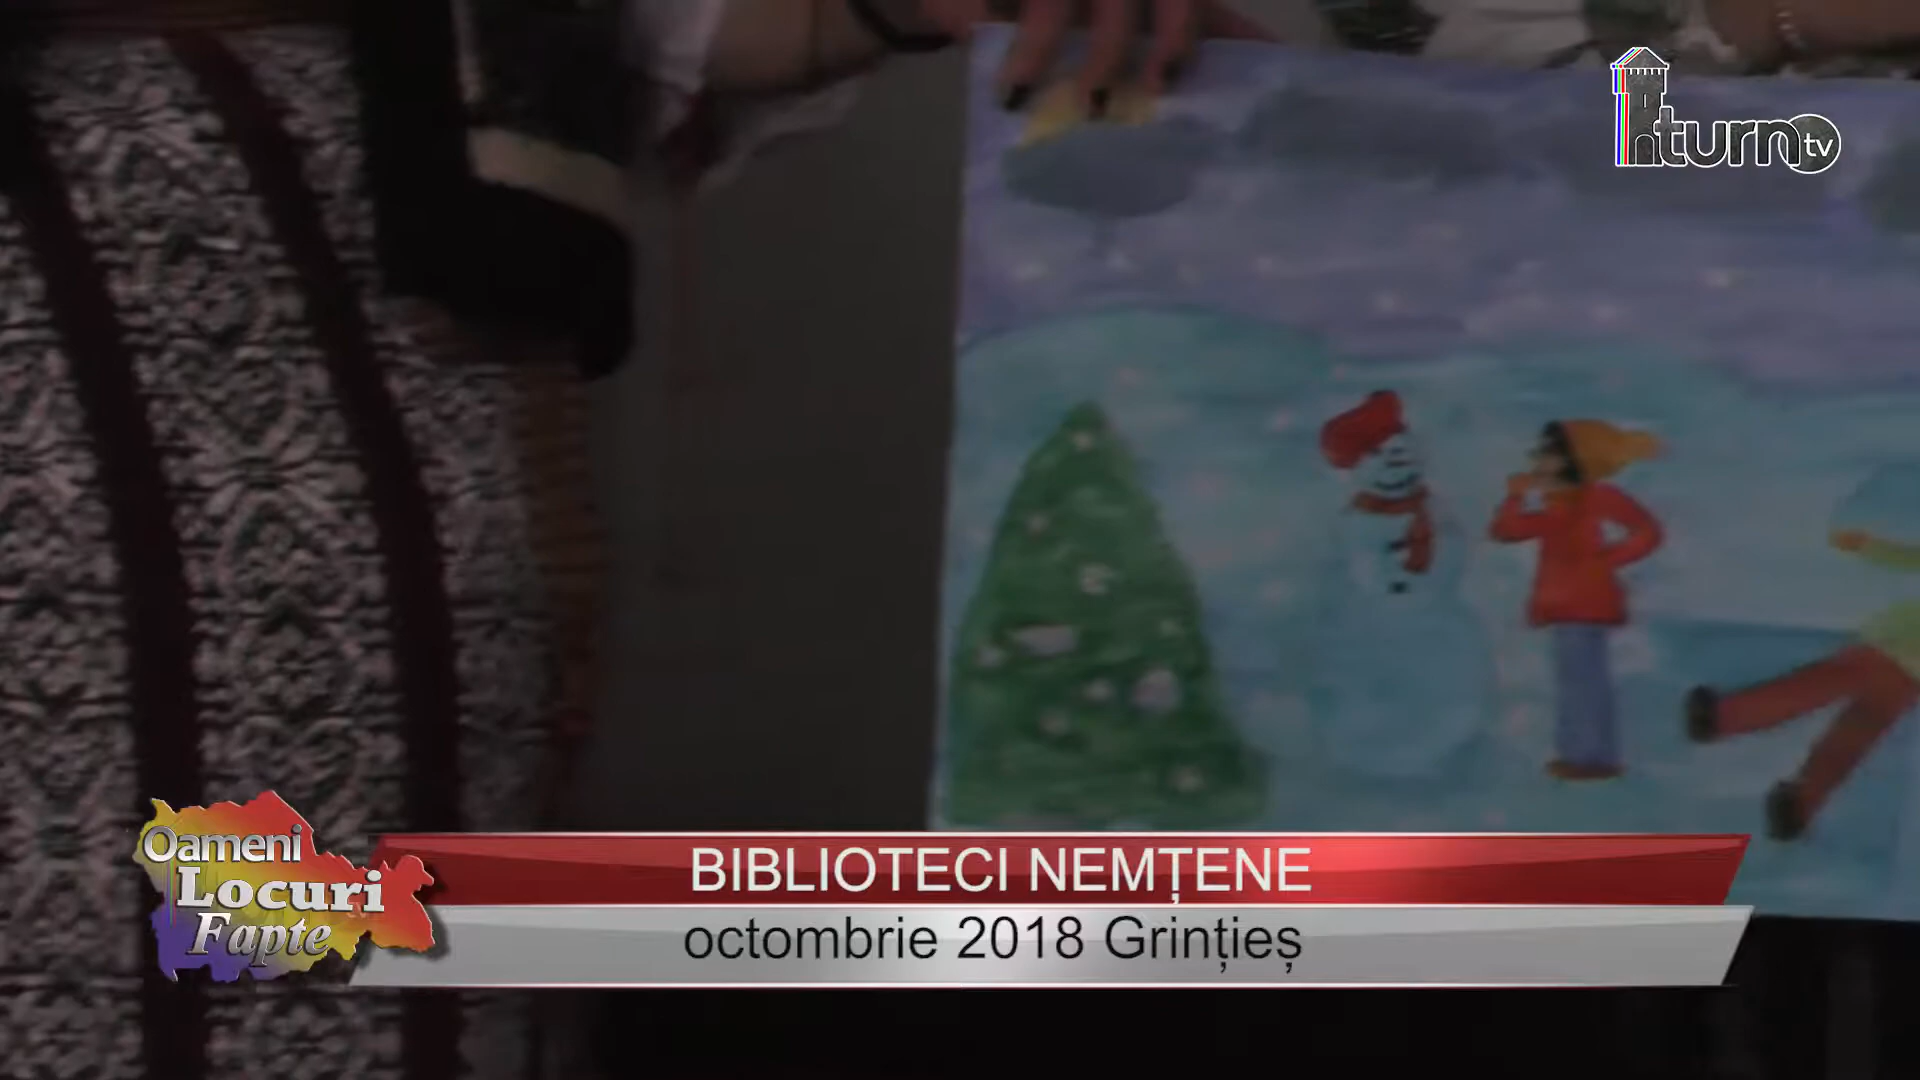 turn tv
Oameni
Locuri
Fapte
BIBLIOTECI NEMȚENE
octombrie 2018 Grințieș